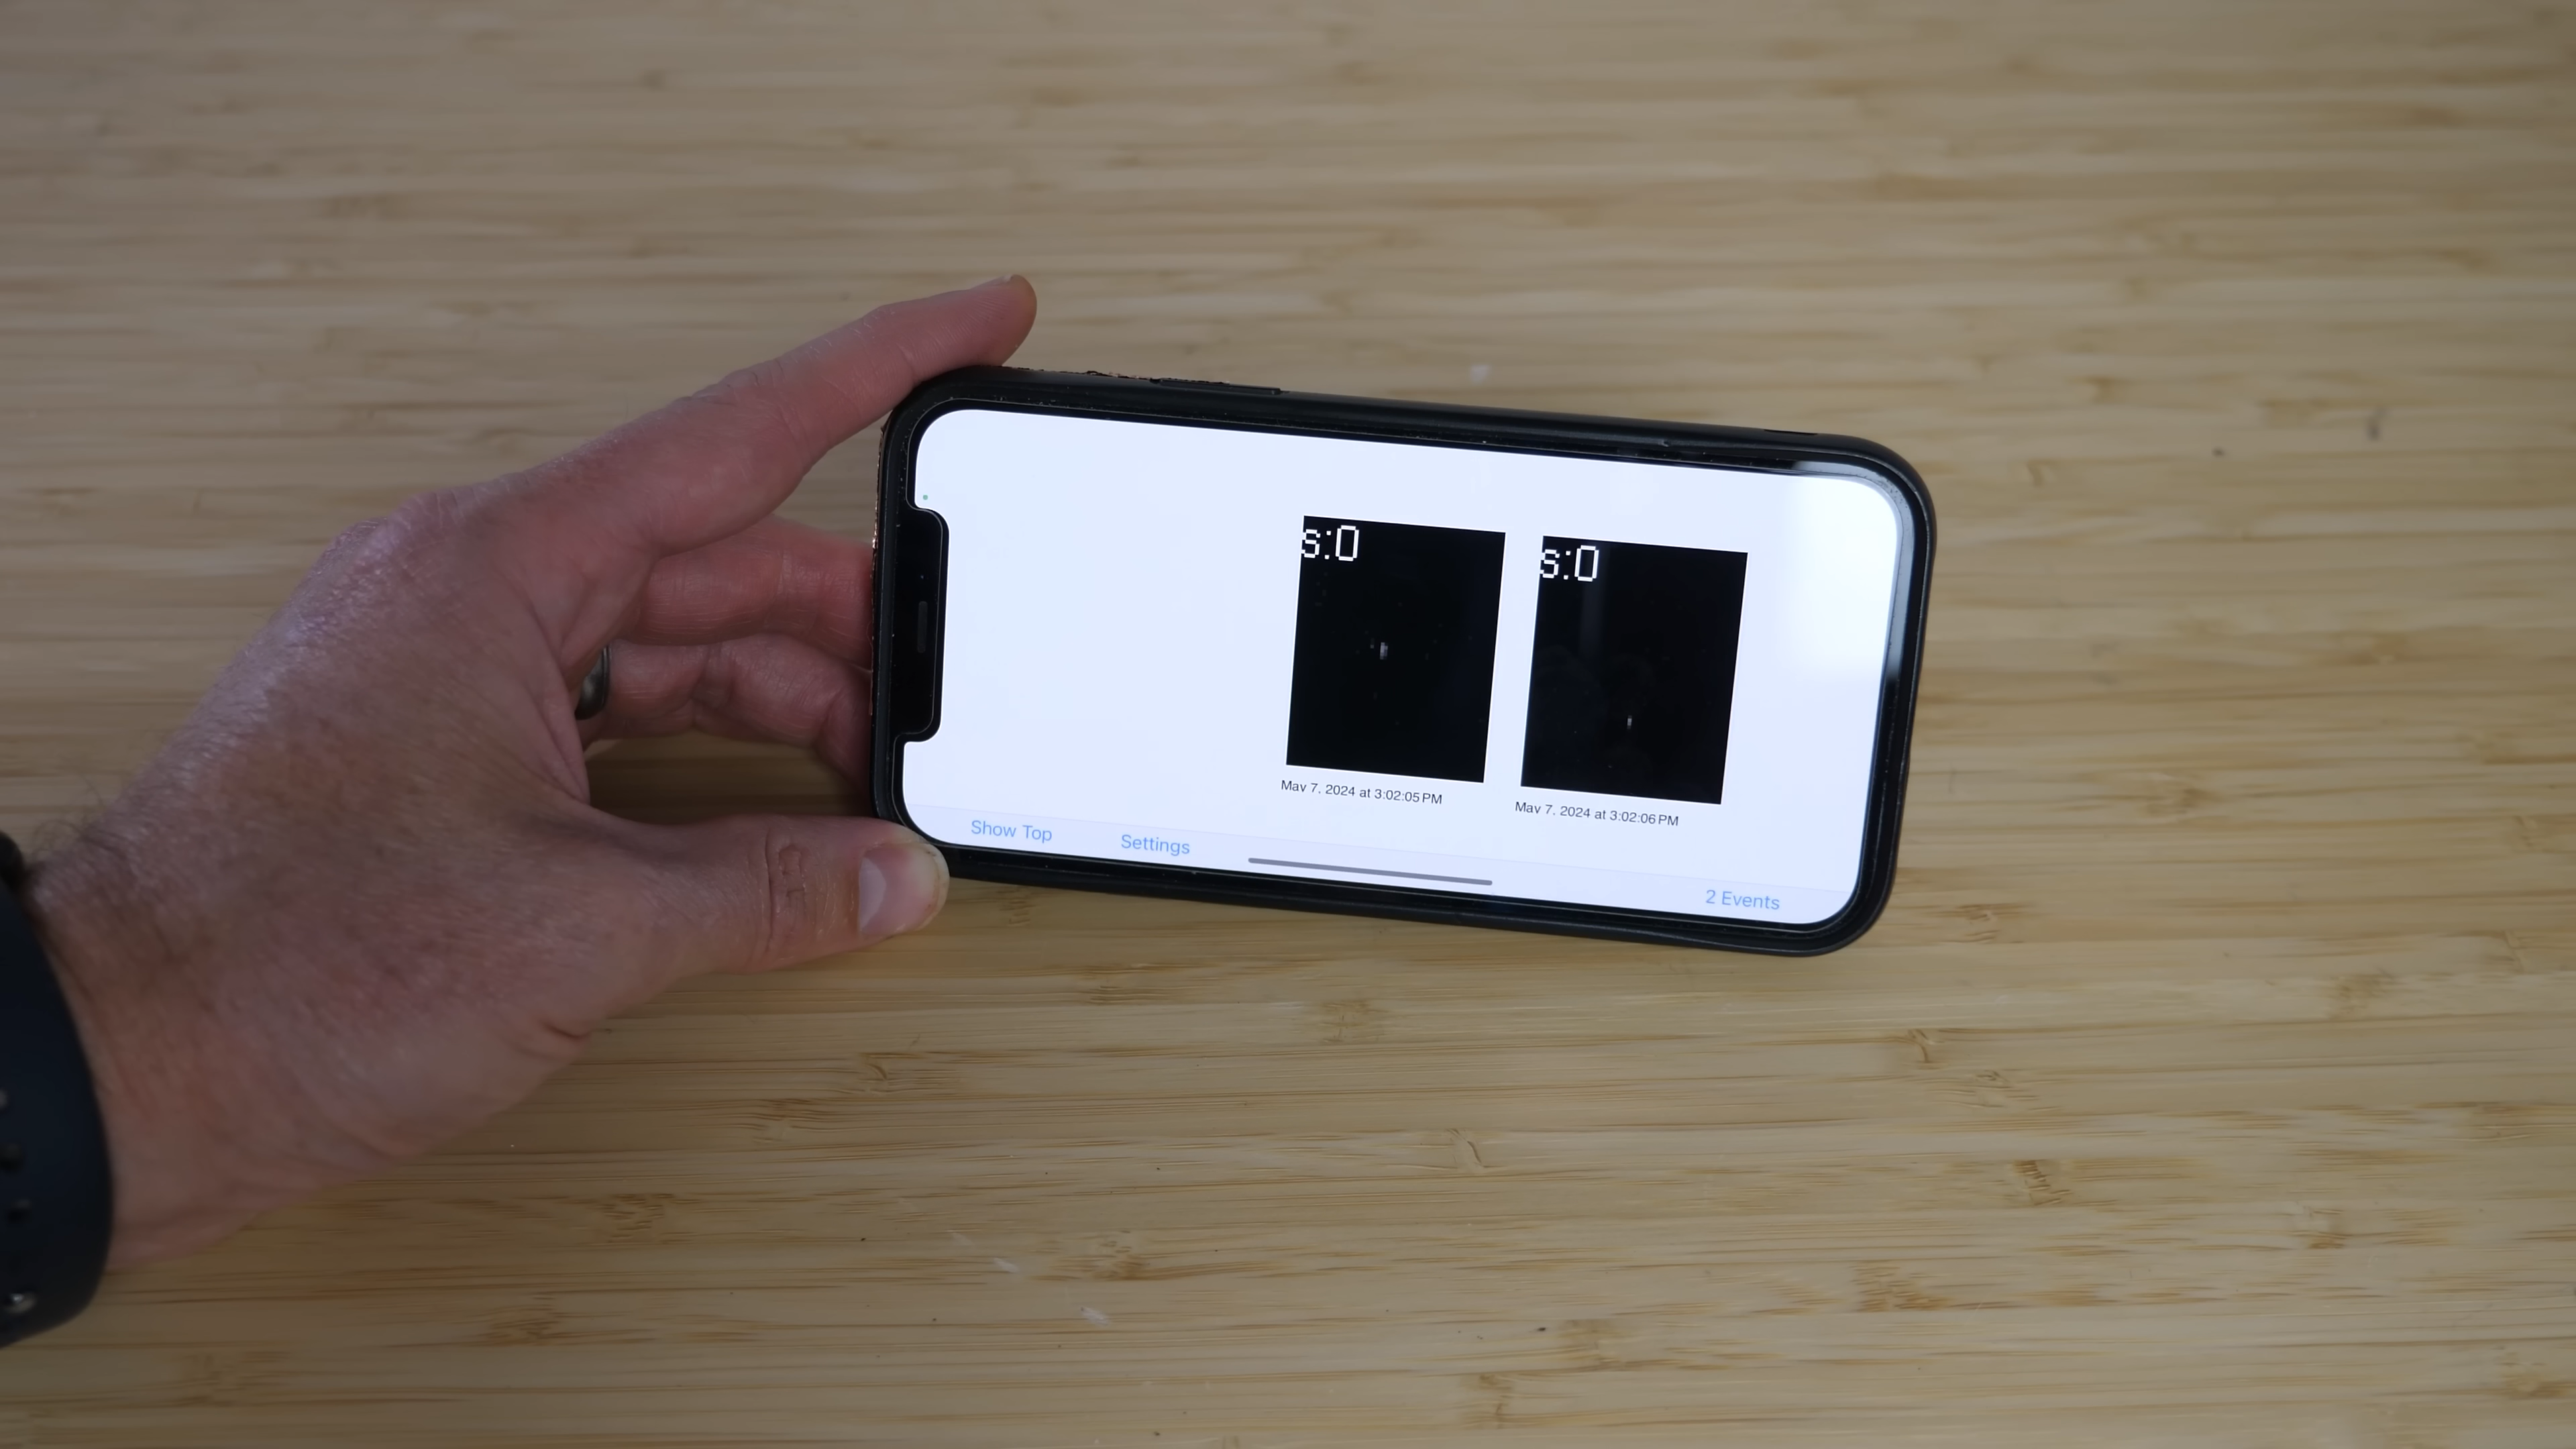 s:0
s:0
May 7, 2024 at 3:02:05 PM
May 7, 2024 at 3:02:06 PM
Show Top
Settings
2 Events